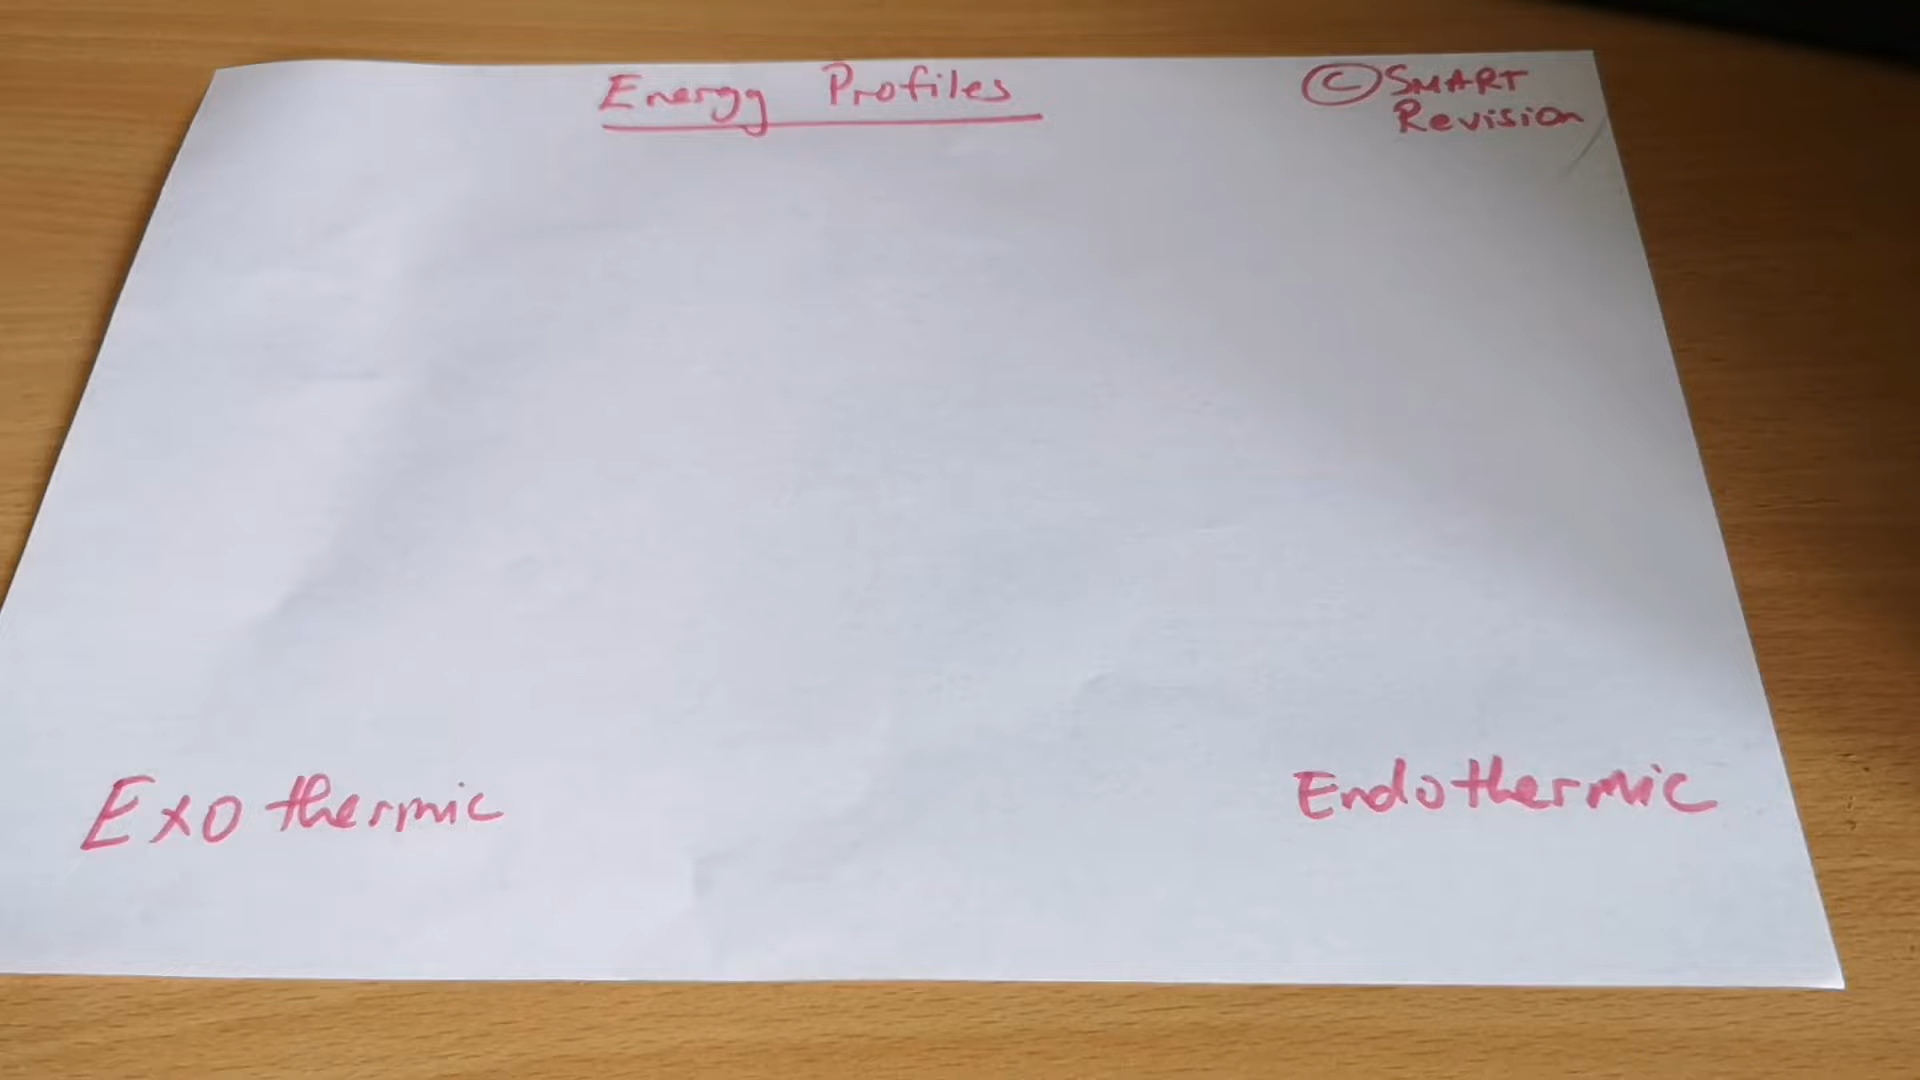 Energy Profiles
© SMART
Revision
Exothermic
Endothermic